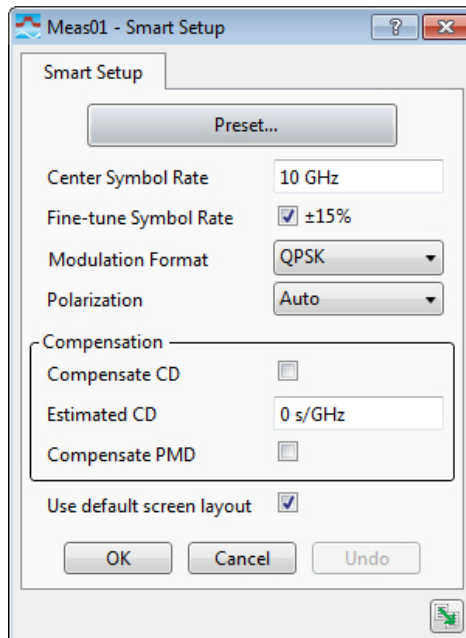 Meas01 - Smart Setup
Smart Setup
Preset...
Center Symbol Rate 10 GHz
Fine-tune Symbol Rate ±15%
Modulation Format QPSK
Polarization Auto
Compensation
Compensate CD
Estimated CD 0 s/GHz
Compensate PMD
Use default screen layout
OK Cancel Undo